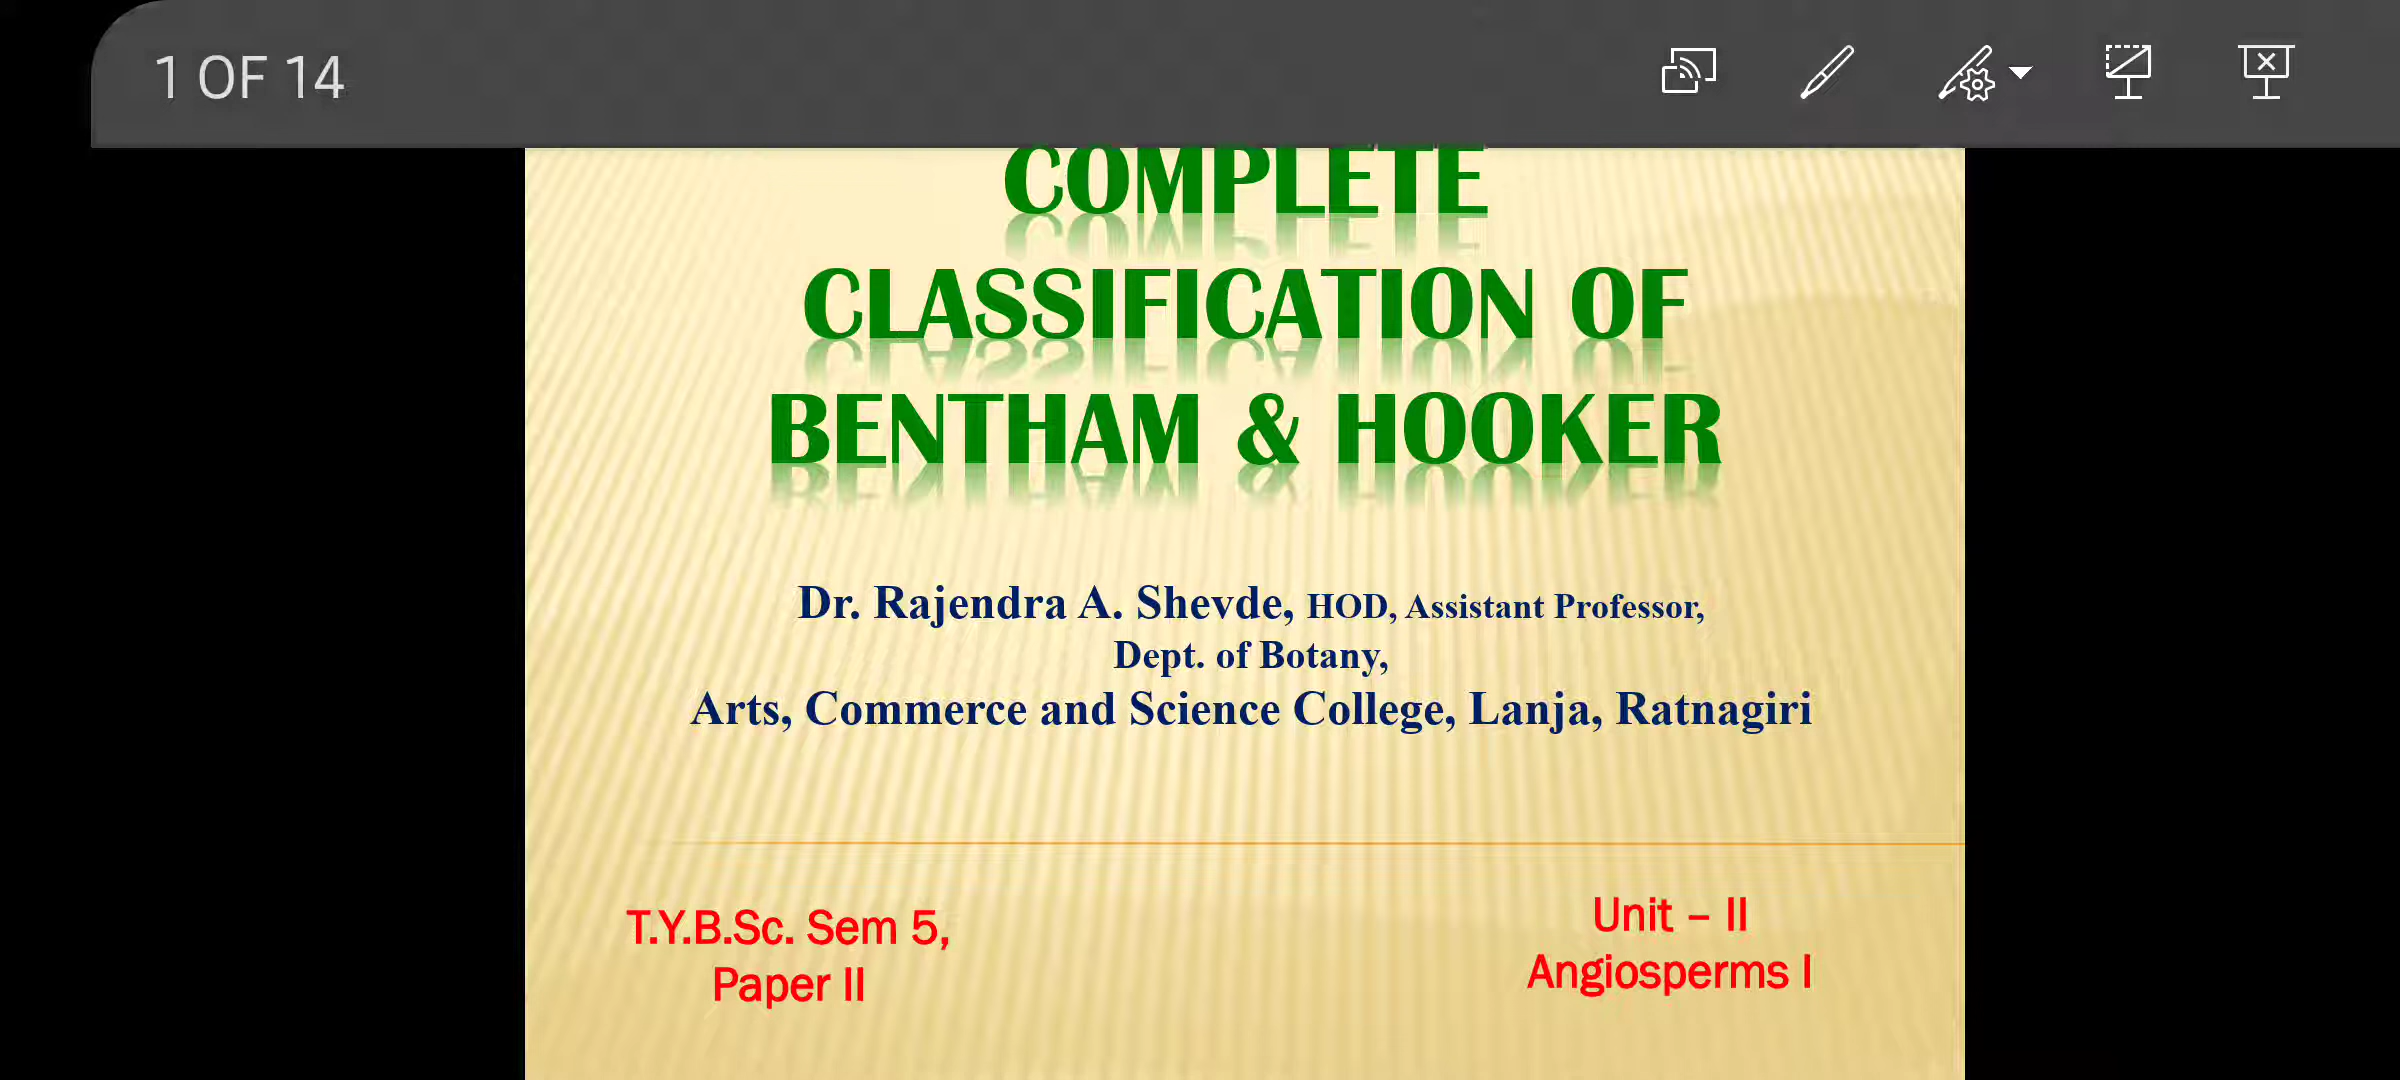 1 OF 14
COMPLETE
CLASSIFICATION OF
BENTHAM & HOOKER
Dr. Rajendra A. Shevde, HOD, Assistant Professor,
Dept. of Botany,
Arts, Commerce and Science College, Lanja, Ratnagiri
T.Y.B.Sc. Sem 5,
Paper II
Unit – II
Angiosperms I